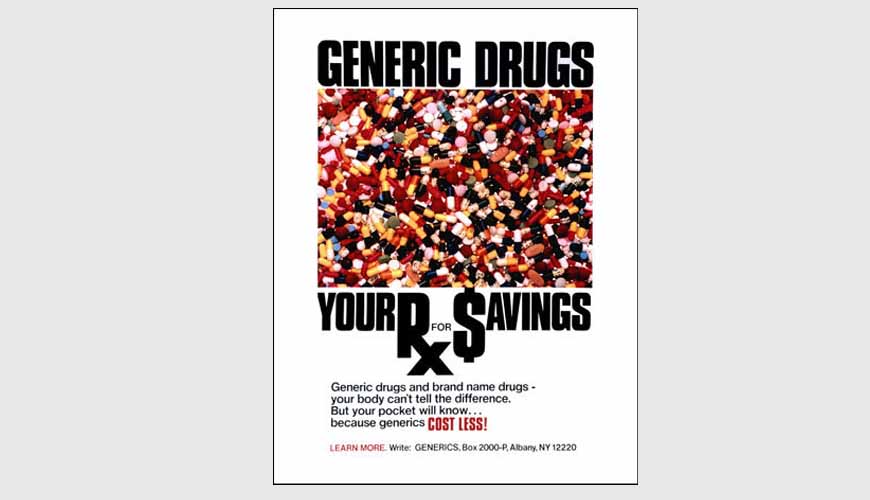 GENERIC DRUGS
YOUR Rx FOR $AVINGS
Generic drugs and brand name drugs -
your body can't tell the difference.
But your pocket will know...
because generics COST LESS!
LEARN MORE. Write: GENERICS, Box 2000-P, Albany, NY 12220